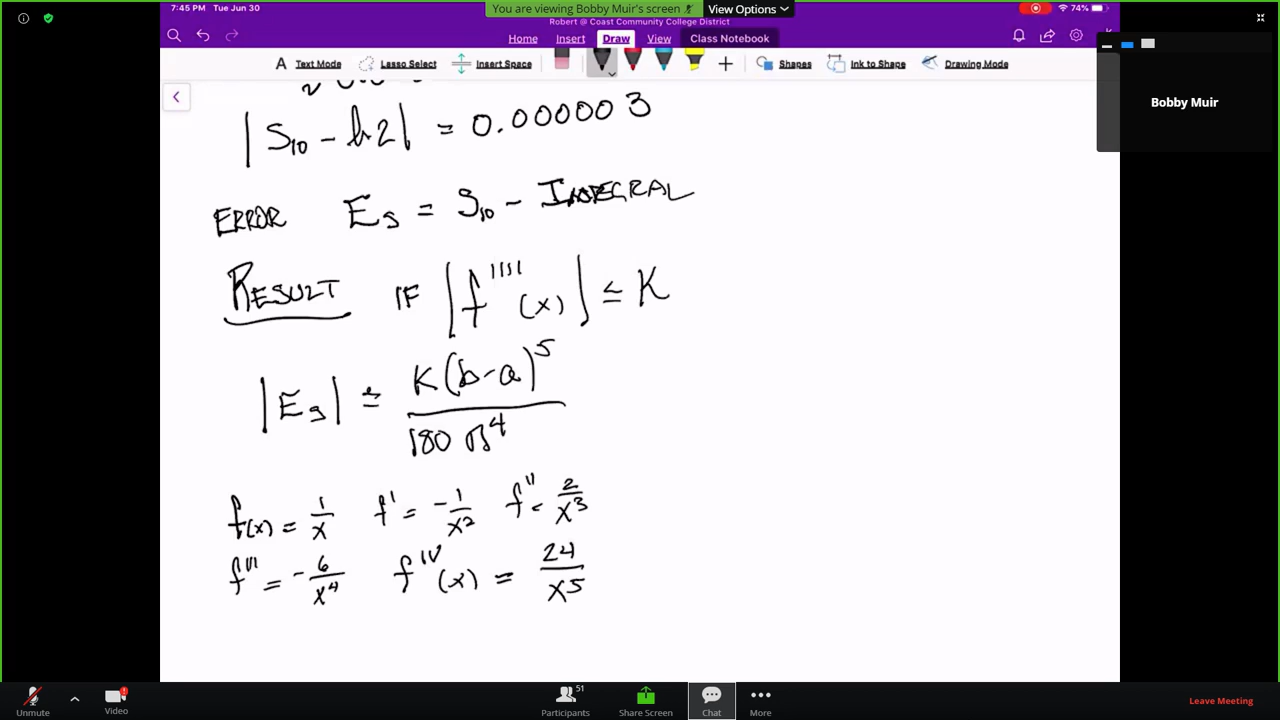 7:45 PM Tue Jun 30
You are viewing Bobby Muir's screen
View Options
74%
Robert @ Coast Community College District
Home Insert Draw View Class Notebook
Text Mode Lasso Select Insert Space Shapes Ink to Shape Drawing Mode
Bobby Muir
|S₁₀ - ln 2| = 0.000003
ERROR E_S = S₁₀ - INTEGRAL
RESULT IF |f''''(x)| ≤ K
|E_S| ≤ K(b-a)⁵ / 180 n⁴
f(x) = 1/x f' = -1/x² f'' = 2/x³
f''' = -6/x⁴ f^IV(x) = 24/x⁵
Unmute Video Participants 51 Share Screen Chat More Leave Meeting